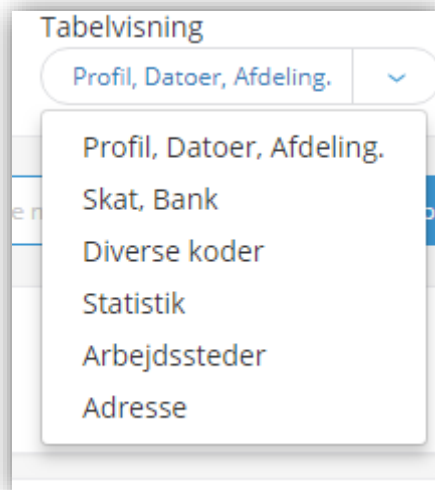 Tabelvisning
Profil, Datoer, Afdeling.
Profil, Datoer, Afdeling.
Skat, Bank
Diverse koder
Statistik
Arbejdssteder
Adresse